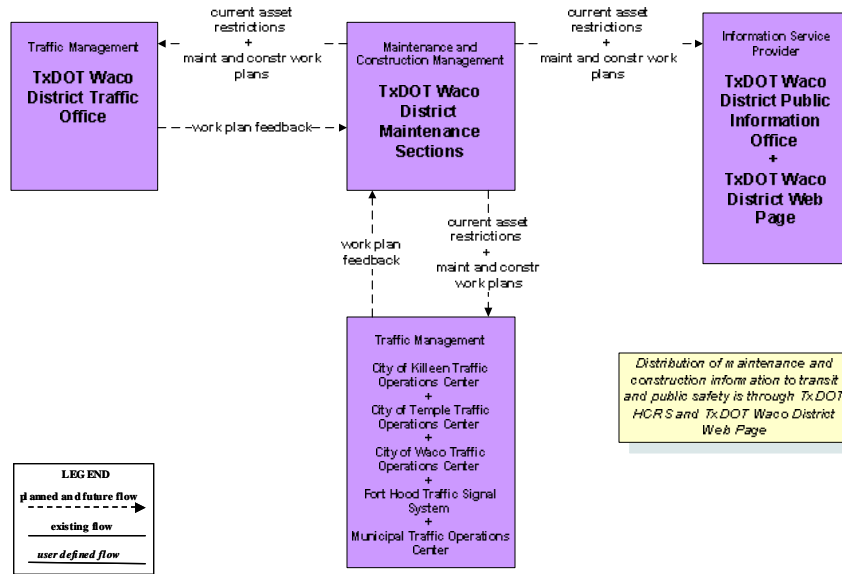 Traffic Management
TxDOT Waco
District Traffic
Office
current asset
restrictions
+
maint and constr work
plans
work plan feedback
Maintenance and
Construction Management
TxDOT Waco
District
Maintenance
Sections
current asset
restrictions
+
maint and constr work
plans
Information Service
Provider
TxDOT Waco
District Public
Information
Office
+
TxDOT Waco
District Web
Page
work plan
feedback
current asset
restrictions
+
maint and constr
work plans
Traffic Management
City of Killeen Traffic
Operations Center
+
City of Temple Traffic
Operations Center
+
City of Waco Traffic
Operations Center
+
Fort Hood Traffic Signal
System
+
Municipal Traffic Operations
Center
Distribution of maintenance and
construction information to transit
and public safety is through TxDOT
HCRS and TxDOT Waco District
Web Page
LEGEND
planned and future flow
existing flow
user defined flow